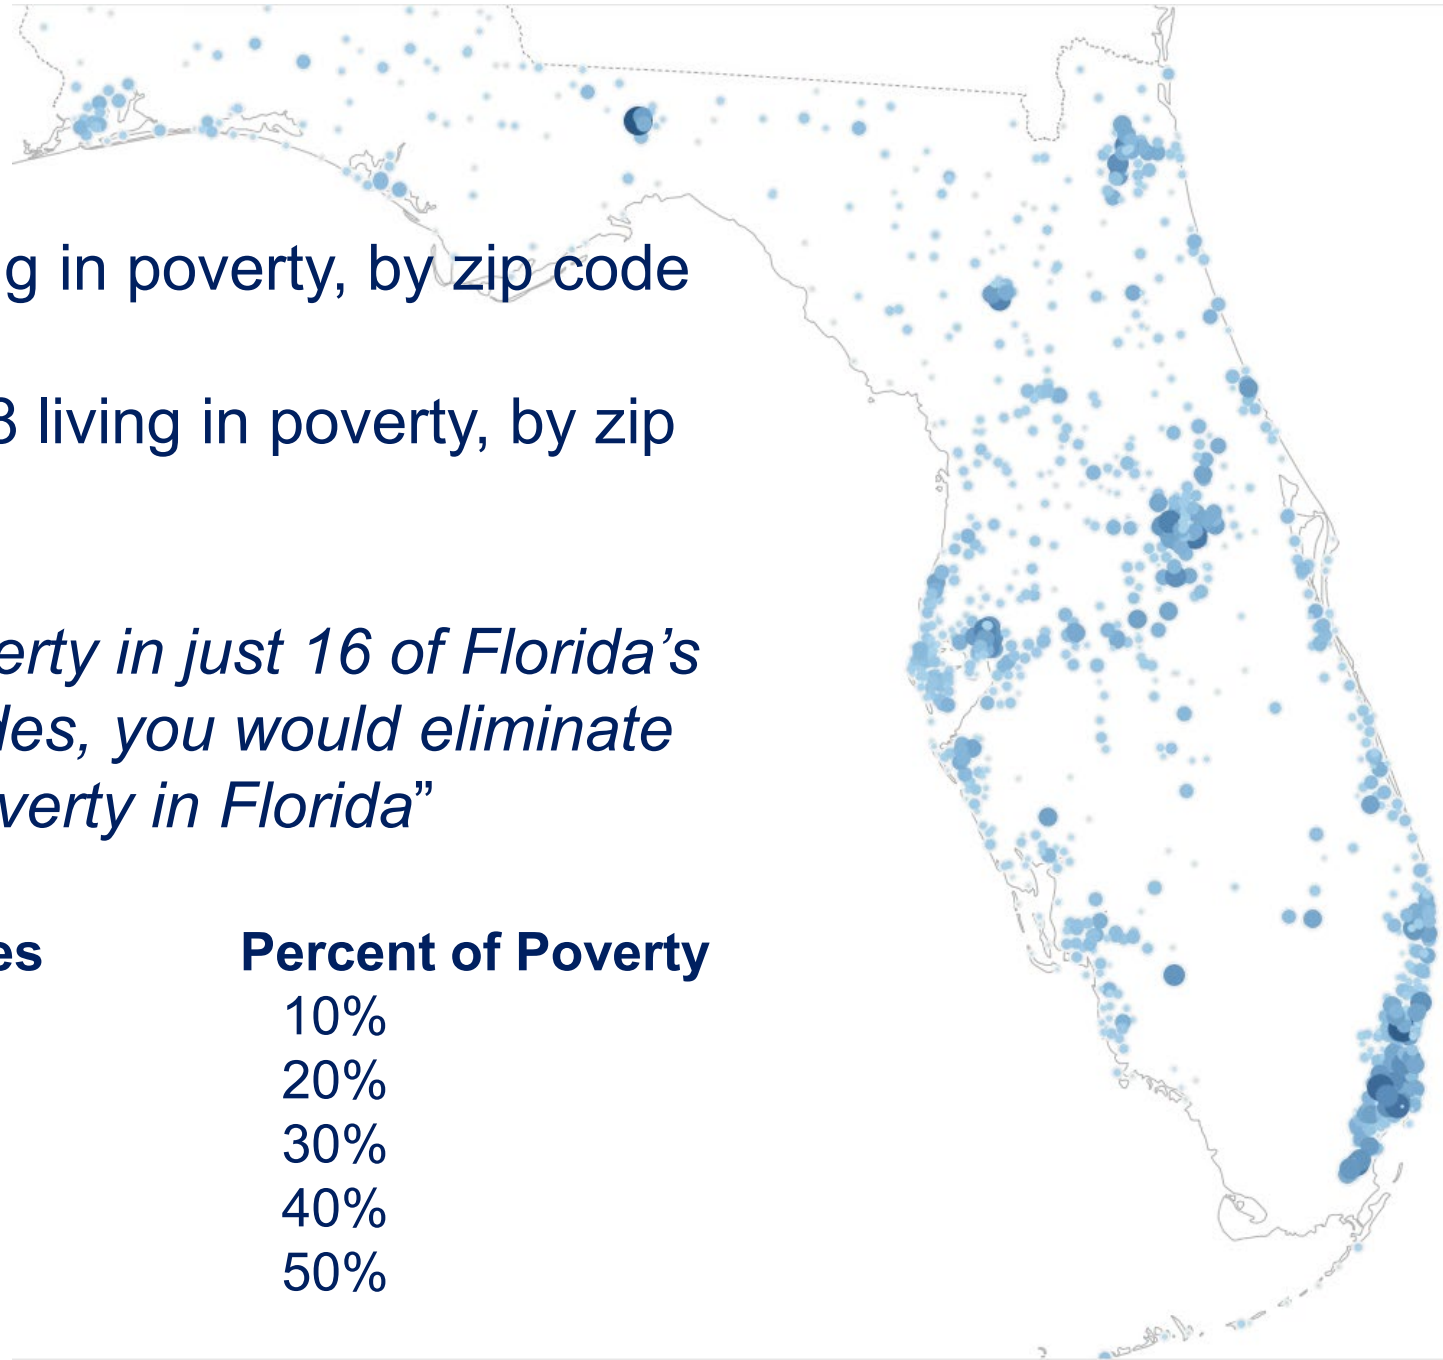 g in poverty, by zip code
3 living in poverty, by zip
erty in just 16 of Florida’s
des, you would eliminate
verty in Florida”
es Percent of Poverty
10%
20%
30%
40%
50%